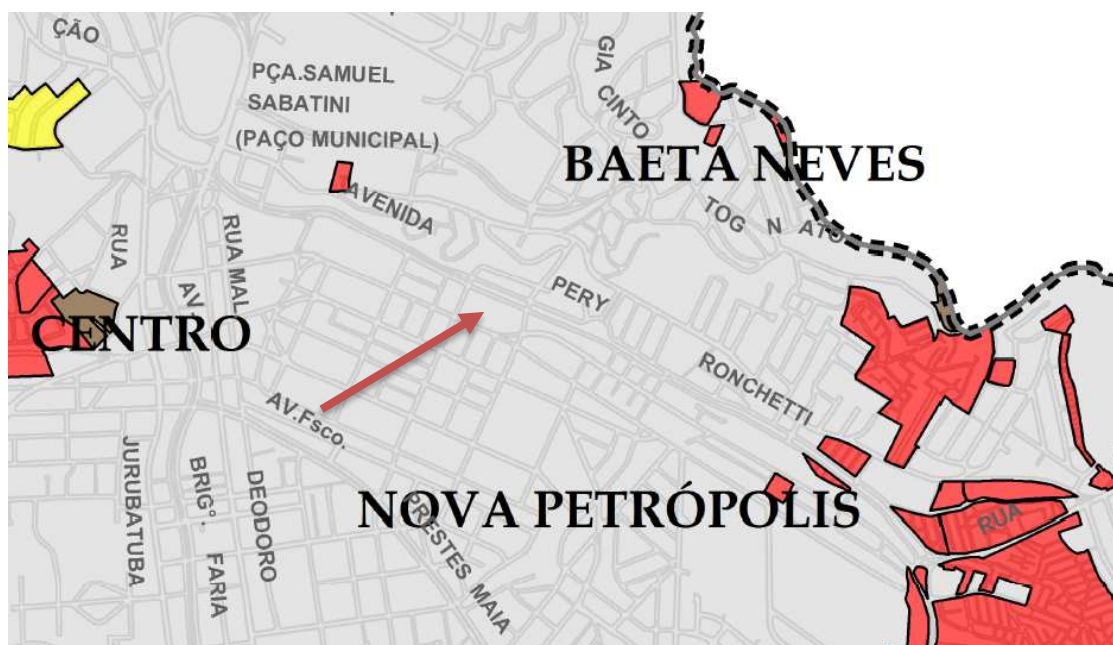 ÇÃO
PÇA.SAMUEL
SABATINI
(PAÇO MUNICIPAL)
GIA CINTO
BAETA NEVES
TOG N ATO
AVENIDA
PERY
RONCHETTI
RUA
RUA MAL
AV.
CENTRO
AV.Fsco.
PRESTES MAIA
JURUBATUBA
BRIGº.
FARIA
DEODORO
NOVA PETRÓPOLIS
RUA